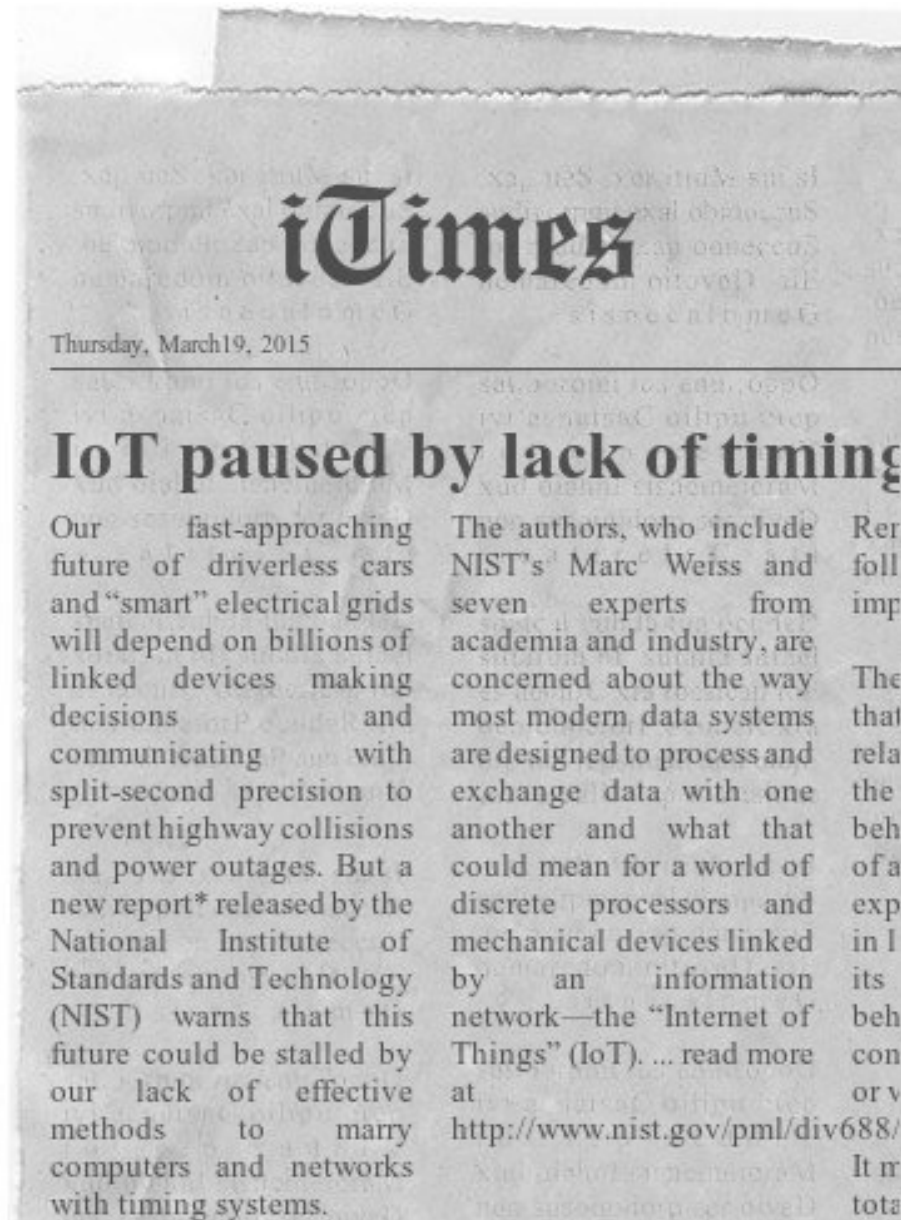 iTimes
Thursday, March19, 2015
IoT paused by lack of timing
Our fast-approaching
future of driverless cars
and “smart” electrical grids
will depend on billions of
linked devices making
decisions and
communicating with
split-second precision to
prevent highway collisions
and power outages. But a
new report* released by the
National Institute of
Standards and Technology
(NIST) warns that this
future could be stalled by
our lack of effective
methods to marry
computers and networks
with timing systems.
The authors, who include
NIST's Marc Weiss and
seven experts from
academia and industry, are
concerned about the way
most modern data systems
are designed to process and
exchange data with one
another and what that
could mean for a world of
discrete processors and
mechanical devices linked
by an information
network—the “Internet of
Things” (IoT). ... read more
at
http://www.nist.gov/pml/div688/
The
that
the
of a
its
It